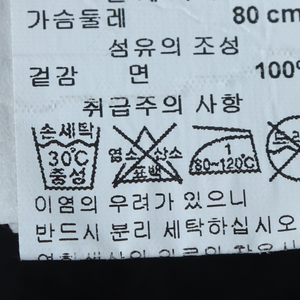 가슴둘레 80 cm
섬유의 조성
겉감 면 100%
취급주의 사항
손세탁
30℃
중성
염소 산소
표백
1
80~120℃
이염의 우려가 있으니
반드시 분리 세탁하십시오